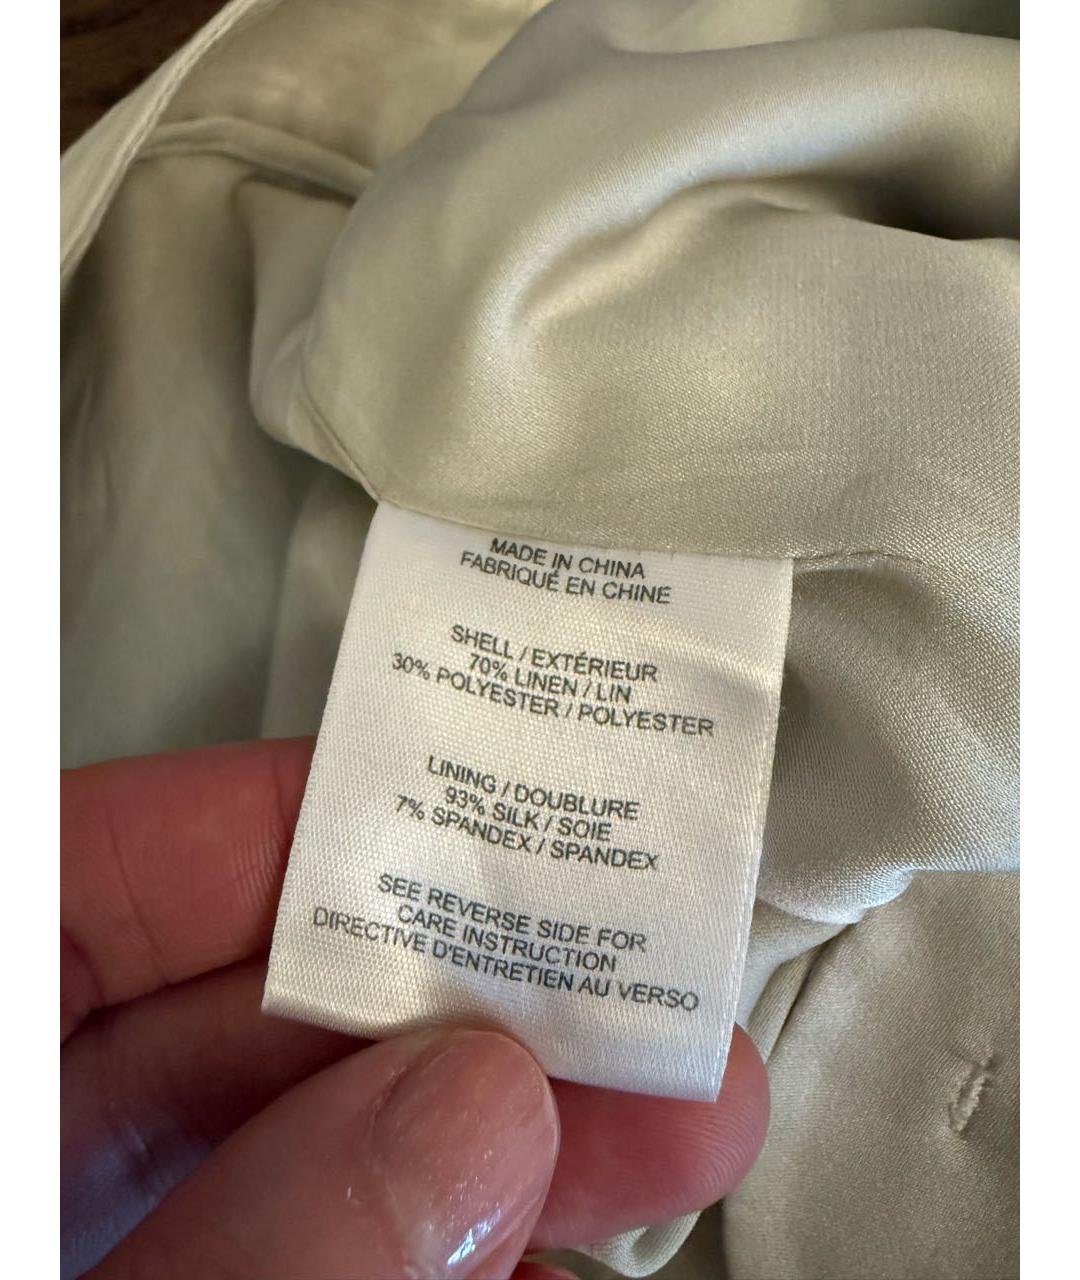 MADE IN CHINA
FABRIQUÉ EN CHINE
SHELL / EXTÉRIEUR
70% LINEN / LIN
30% POLYESTER / POLYESTER
LINING / DOUBLURE
93% SILK / SOIE
7% SPANDEX / SPANDEX
SEE REVERSE SIDE FOR
CARE INSTRUCTION
DIRECTIVE D'ENTRETIEN AU VERSO